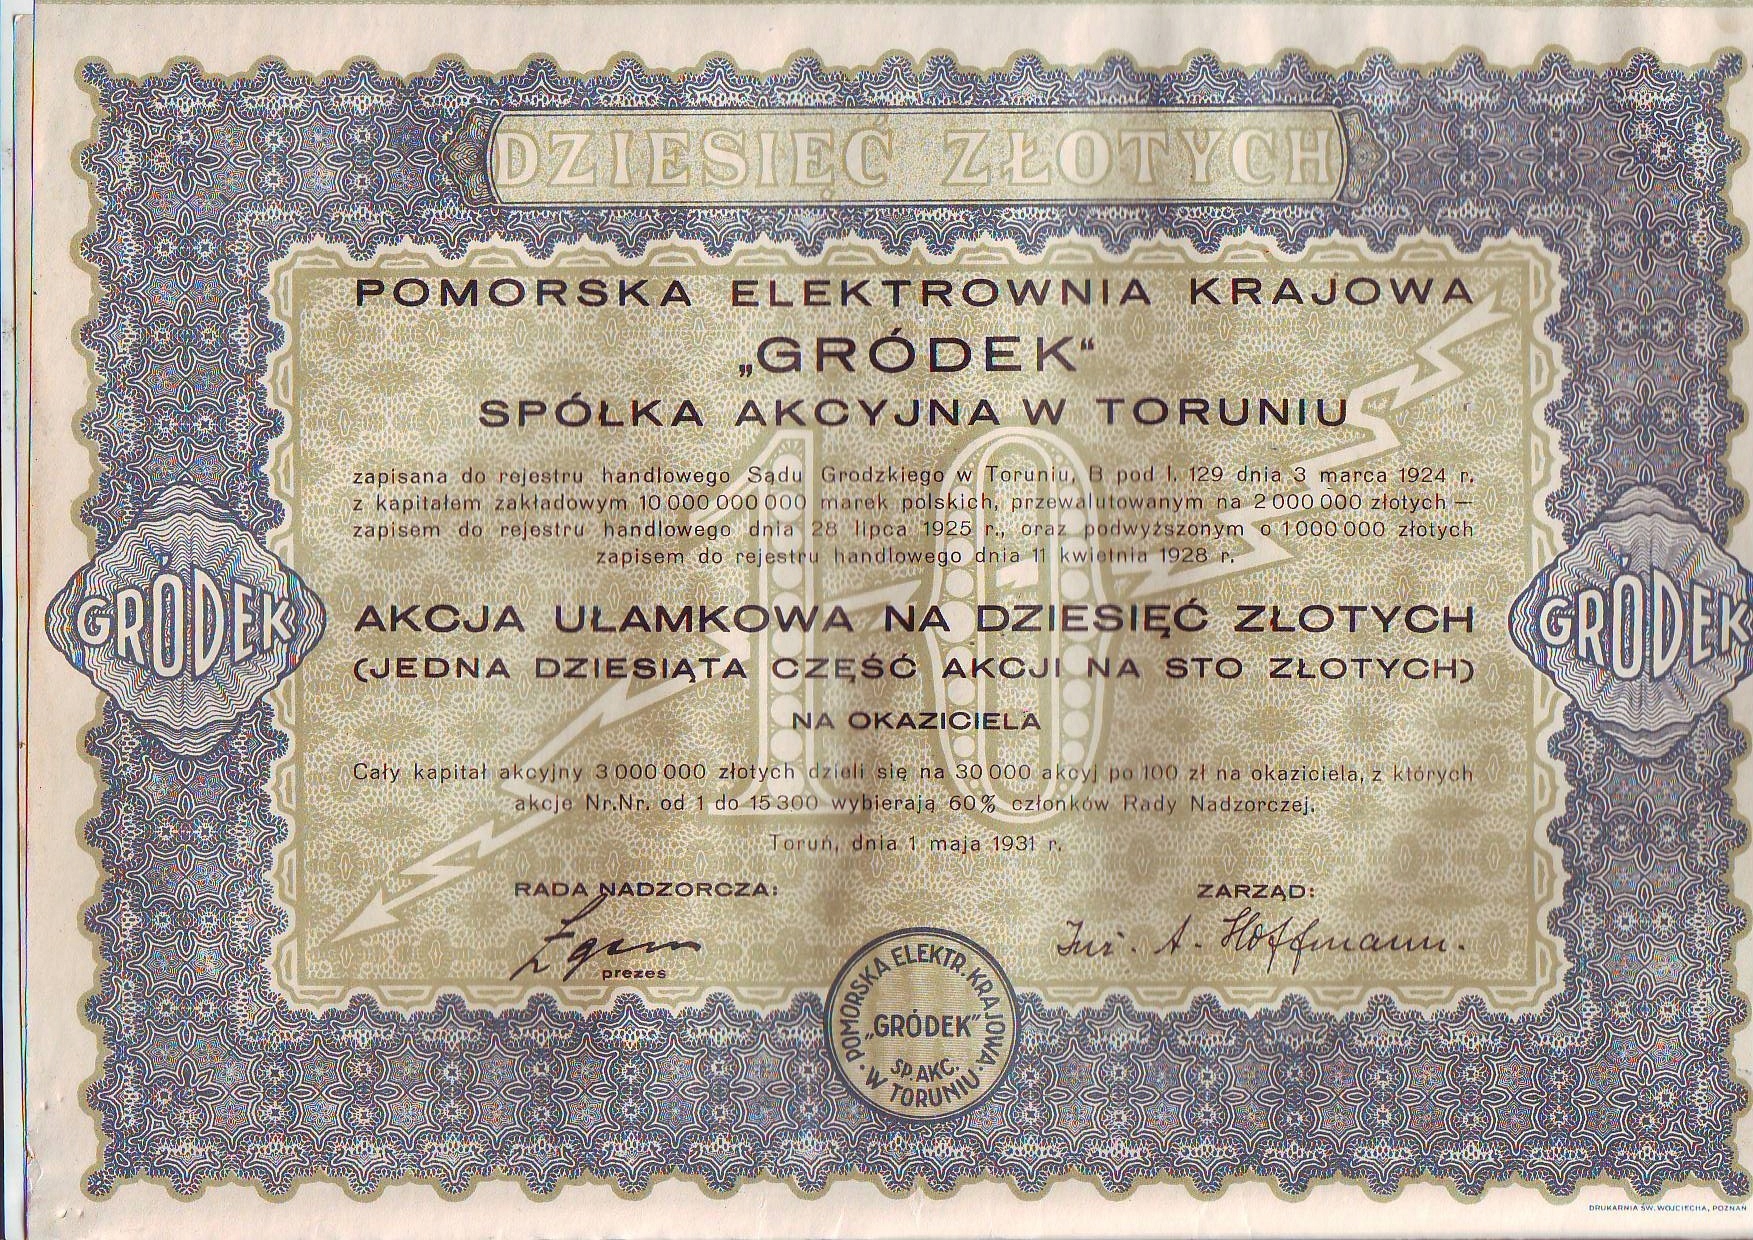 DZIESIĘĆ ZŁOTYCH
POMORSKA ELEKTROWNIA KRAJOWA
„GRÓDEK“
SPÓŁKA AKCYJNA W TORUNIU
10
zapisana do rejestru handlowego Sądu Grodzkiego w Toruniu, B pod l. 129 dnia 3 marca 1924 r.
z kapitałem zakładowym 10 000 000 000 marek polskich, przewalutowanym na 2 000 000 złotych —
zapisem do rejestru handlowego dnia 28 lipca 1925 r., oraz podwyższonym o 1 000 000 złotych
zapisem do rejestru handlowego dnia 11 kwietnia 1928 r.
GRÓDEK
GRÓDEK
AKCJA UŁAMKOWA NA DZIESIĘĆ ZŁOTYCH
(JEDNA DZIESIĄTA CZĘŚĆ AKCJI NA STO ZŁOTYCH)
NA OKAZICIELA
Cały kapitał akcyjny 3 000 000 złotych dzieli się na 30 000 akcyj po 100 zł na okaziciela, z których
akcje Nr.Nr. od 1 do 15 300 wybierają 60% członków Rady Nadzorczej.
Toruń, dnia 1 maja 1931 r.
RADA NADZORCZA:
ZARZĄD:
Inż. A. Hoffmann.
prezes
POMORSKA ELEKTR. KRAJOWA
„GRÓDEK”
SP. AKC.
W TORUNIU
DRUKARNIA ŚW. WOJCIECHA, POZNAŃ